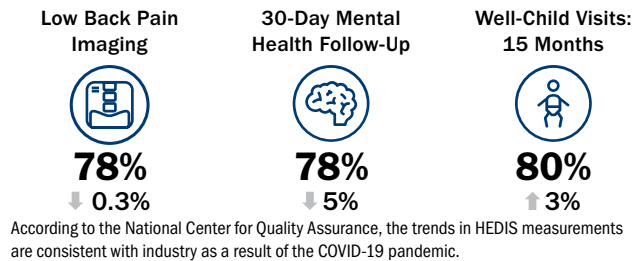 Low Back Pain
Imaging
78%
0.3%
30-Day Mental
Health Follow-Up
78%
5%
Well-Child Visits:
15 Months
80%
3%
According to the National Center for Quality Assurance, the trends in HEDIS measurements
are consistent with industry as a result of the COVID-19 pandemic.